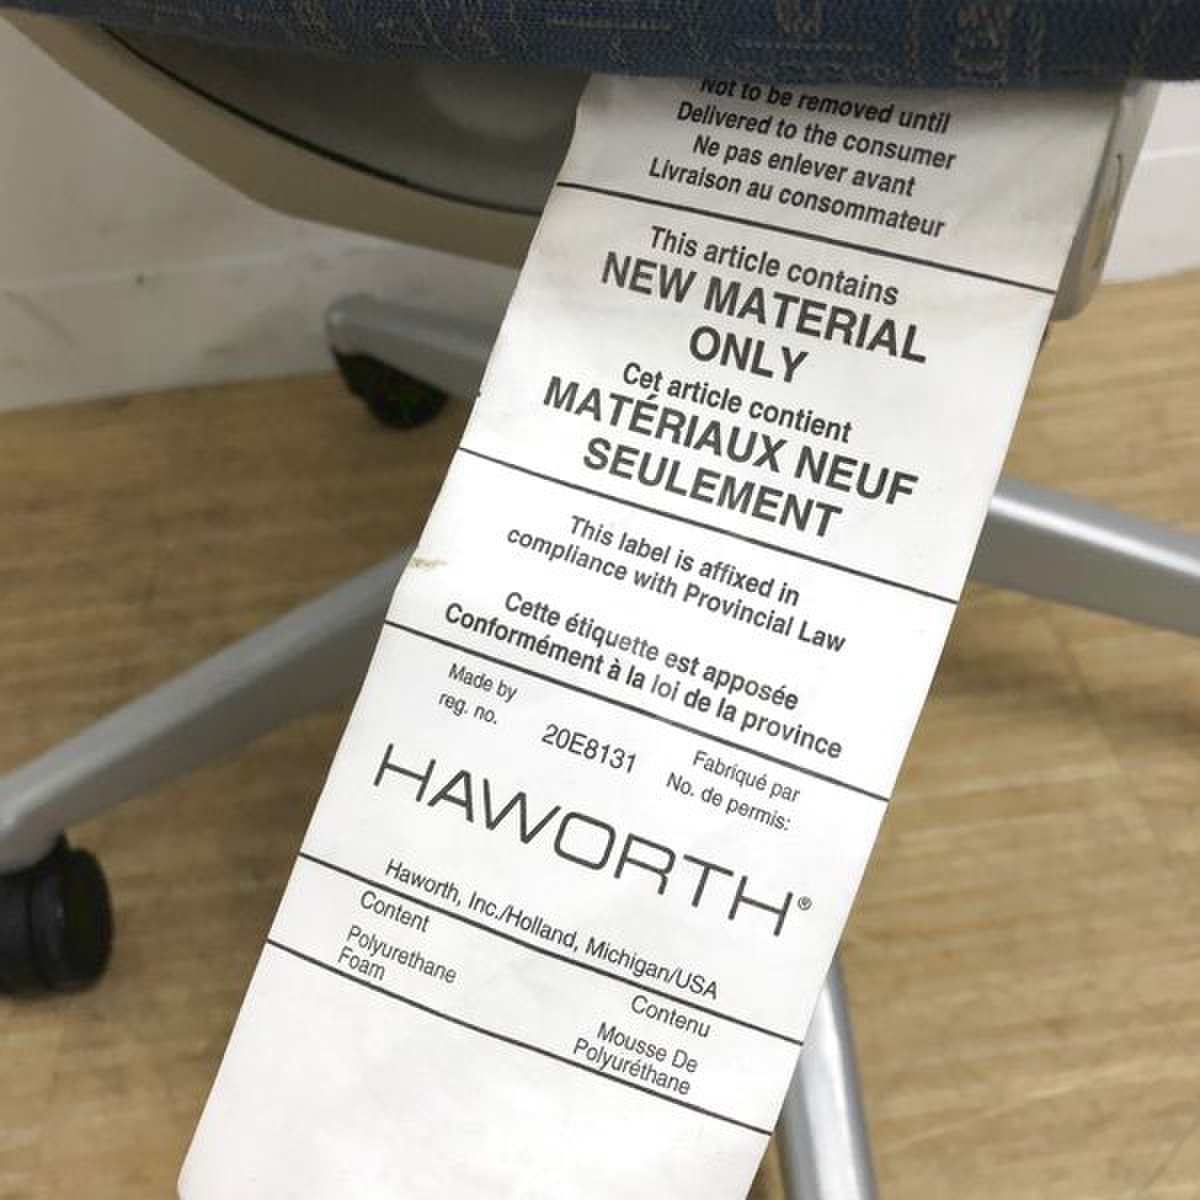 Not to be removed until
Delivered to the consumer
Ne pas enlever avant
Livraison au consommateur
This article contains
NEW MATERIAL
ONLY
Cet article contient
MATÉRIAUX NEUF
SEULEMENT
This label is affixed in
compliance with Provincial Law
Cette étiquette est apposée
Conformément à la loi de la province
Made by
reg. no.
20E8131
Fabriqué par
No. de permis:
HAWORTH®
Haworth, Inc./Holland, Michigan/USA
Content
Polyurethane
Foam
Contenu
Mousse De
Polyuréthane